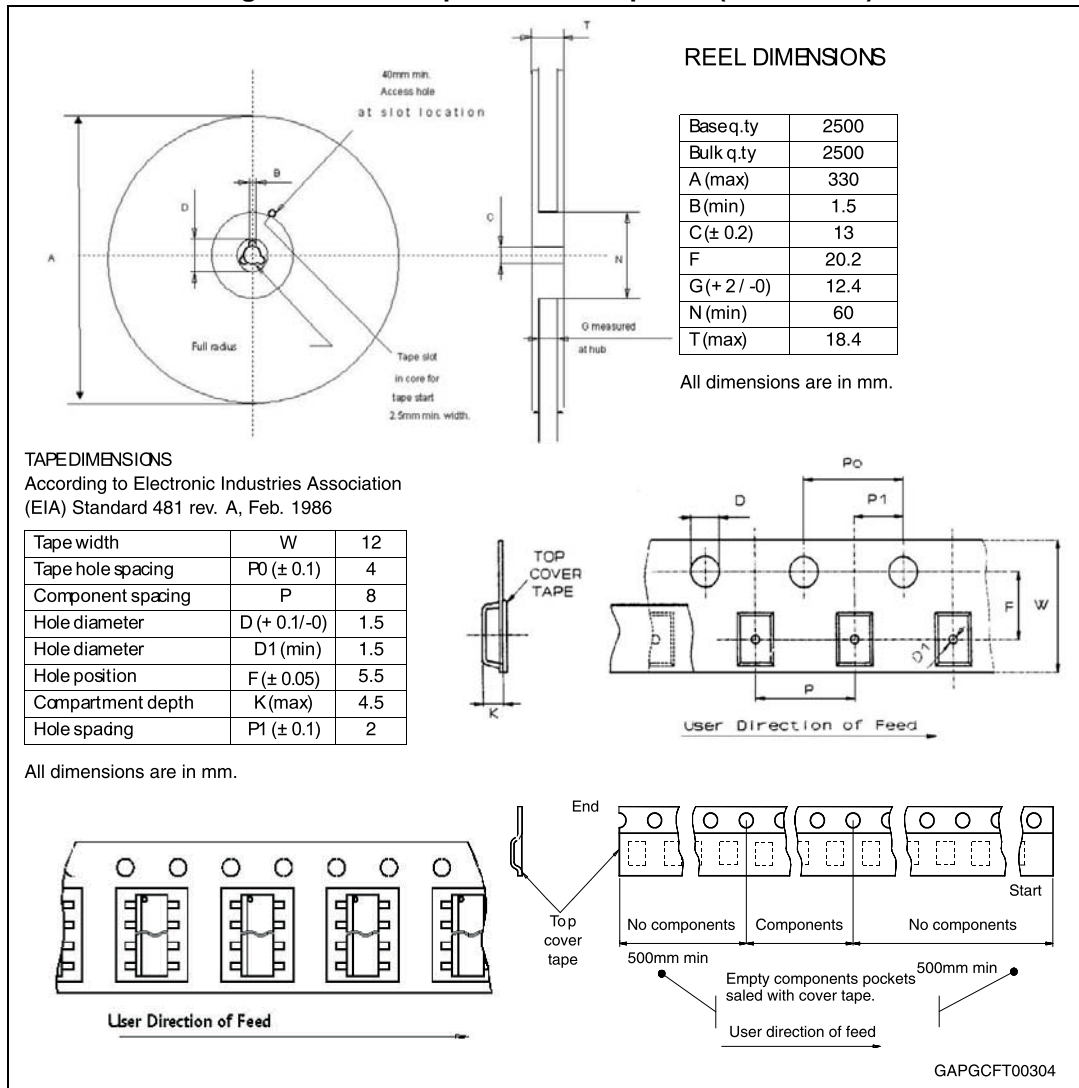 T
40mm min.
Access hole
at slot location
B
D
A
C
N
Full radius
Tape slot
in core for
tape start
2.5mm min. width.
G measured
at hub
REEL DIMENSIONS
Base q.ty 2500
Bulk q.ty 2500
A (max) 330
B (min) 1.5
C (± 0.2) 13
F 20.2
G (+ 2 / -0) 12.4
N (min) 60
T (max) 18.4
All dimensions are in mm.
TAPE DIMENSIONS
According to Electronic Industries Association
(EIA) Standard 481 rev. A, Feb. 1986
Tape width W 12
Tape hole spacing P0 (± 0.1) 4
Component spacing P 8
Hole diameter D (+ 0.1/-0) 1.5
Hole diameter D1 (min) 1.5
Hole position F (± 0.05) 5.5
Compartment depth K (max) 4.5
Hole spacing P1 (± 0.1) 2
All dimensions are in mm.
Po
D
P1
TOP
COVER
TAPE
F
W
D1
P
K
User Direction of Feed
User Direction of Feed
End
Start
Top
cover
tape
No components
Components
No components
500mm min
500mm min
Empty components pockets
saled with cover tape.
User direction of feed
GAPGCFT00304